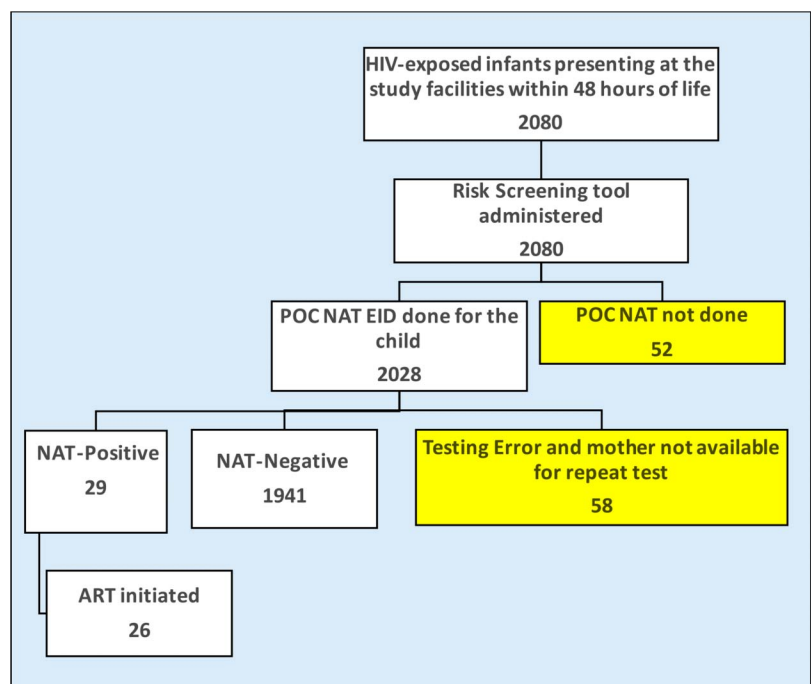 HIV-exposed infants presenting at the
study facilities within 48 hours of life
2080
Risk Screening tool
administered
2080
POC NAT EID done for the
child
2028
POC NAT not done
52
NAT-Positive
29
NAT-Negative
1941
Testing Error and mother not available
for repeat test
58
ART initiated
26